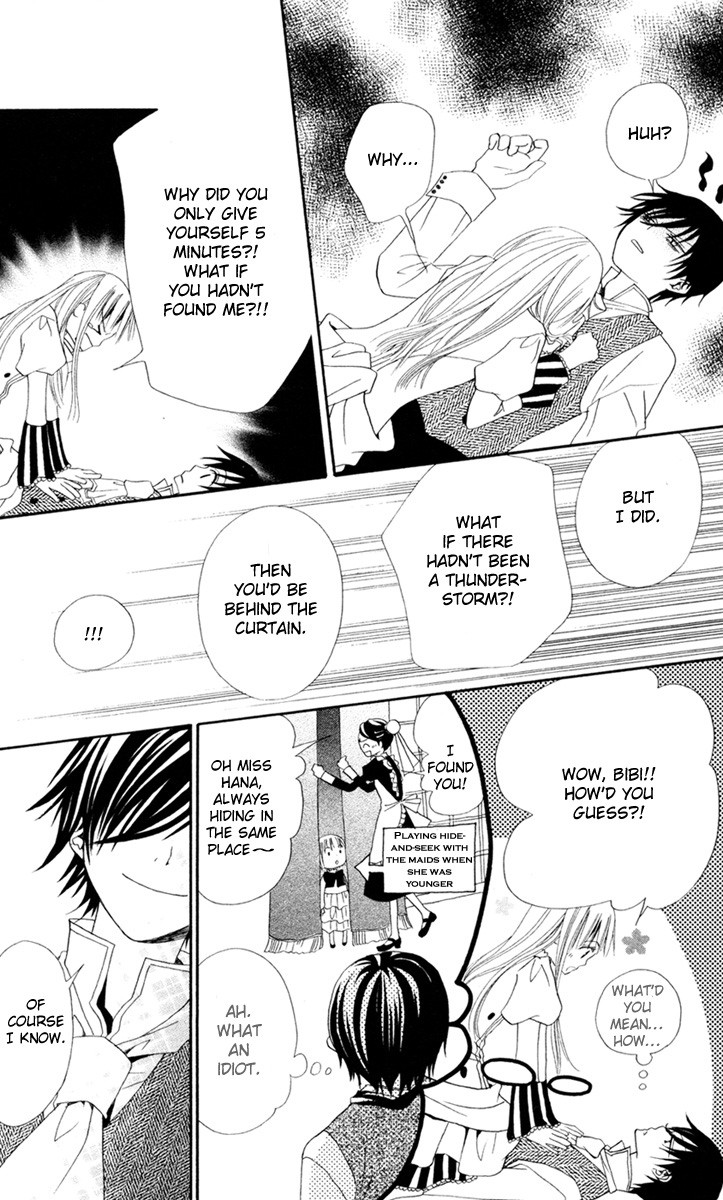 HUH?
WHY...
WHY DID YOU
ONLY GIVE
YOURSELF 5
MINUTES?!
WHAT IF
YOU HADN'T
FOUND ME?!!
BUT
I DID.
WHAT
IF THERE
HADN'T BEEN
A THUNDER-
STORM?!
THEN
YOU'D BE
BEHIND THE
CURTAIN.
!!!
WOW, BIBI!!
HOW'D YOU
GUESS?!
WHAT'D
YOU
MEAN...
HOW...
I
FOUND
YOU!
PLAYING HIDE-
AND-SEEK WITH
THE MAIDS WHEN
SHE WAS
YOUNGER
OH MISS
HANA,
ALWAYS
HIDING IN
THE SAME
PLACE~
AH.
WHAT
AN
IDIOT.
OF
COURSE
I KNOW.